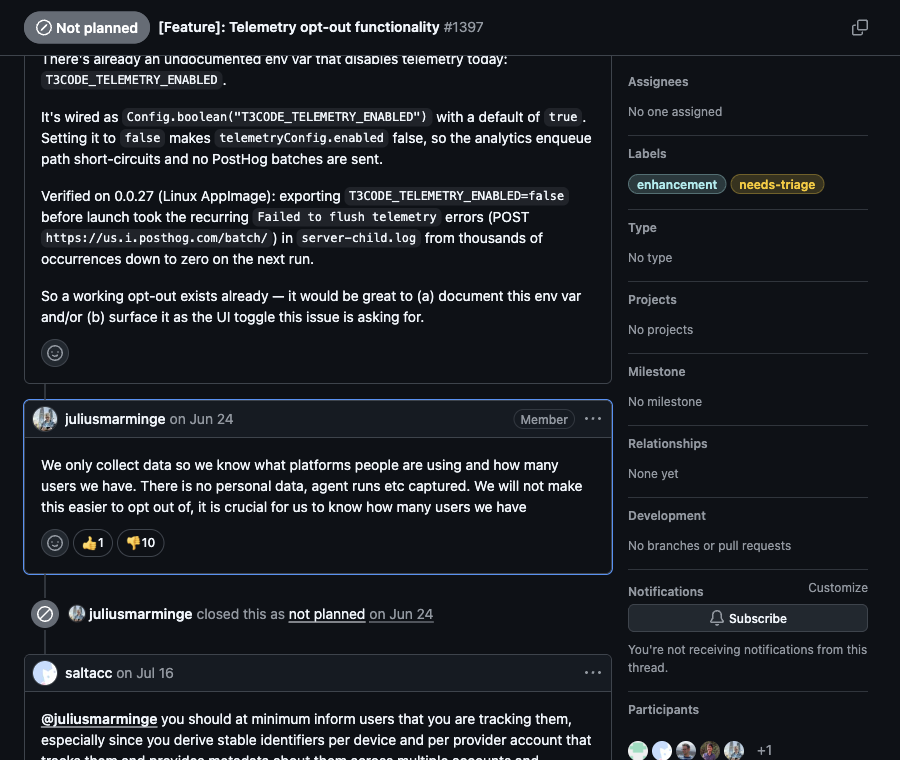 Not planned [Feature]: Telemetry opt-out functionality #1397
There's already an undocumented env var that disables telemetry today:
T3CODE_TELEMETRY_ENABLED .
It's wired as Config.boolean("T3CODE_TELEMETRY_ENABLED") with a default of true .
Setting it to false makes telemetryConfig.enabled false, so the analytics enqueue
path short-circuits and no PostHog batches are sent.
Verified on 0.0.27 (Linux AppImage): exporting T3CODE_TELEMETRY_ENABLED=false
before launch took the recurring Failed to flush telemetry errors (POST
https://us.i.posthog.com/batch/ ) in server-child.log from thousands of
occurrences down to zero on the next run.
So a working opt-out exists already — it would be great to (a) document this env var
and/or (b) surface it as the UI toggle this issue is asking for.
juliusmarminge on Jun 24 Member
We only collect data so we know what platforms people are using and how many
users we have. There is no personal data, agent runs etc captured. We will not make
this easier to opt out of, it is crucial for us to know how many users we have
👍1 👎10
juliusmarminge closed this as not planned on Jun 24
saltacc on Jul 16
@juliusmarminge you should at minimum inform users that you are tracking them,
especially since you derive stable identifiers per device and per provider account that
tracks them and provides metadata about them across multiple accounts and
Assignees
No one assigned
Labels
enhancement needs-triage
Type
No type
Projects
No projects
Milestone
No milestone
Relationships
None yet
Development
No branches or pull requests
Notifications Customize
Subscribe
You're not receiving notifications from this
thread.
Participants
+1